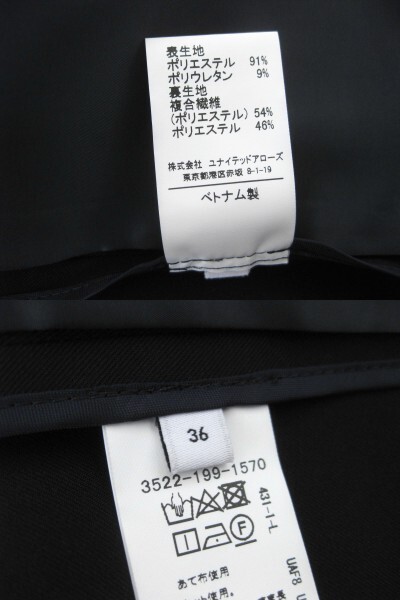 表生地
ポリエステル 91%
ポリウレタン 9%
裏生地
複合繊維
(ポリエステル) 54%
ポリエステル 46%
株式会社 ユナイテッドアローズ
東京都港区赤坂 8-1-19
ベトナム製
36
3522-199-1570
431-I-L
F
あて布使用
使用
UAF8